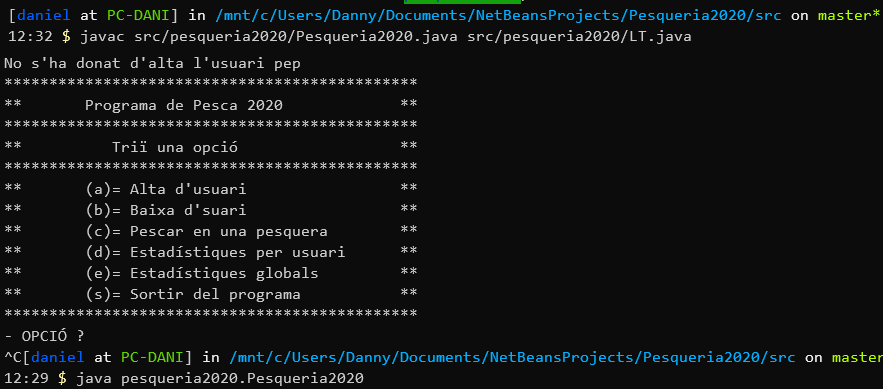 [daniel at PC-DANI] in /mnt/c/Users/Danny/Documents/NetBeansProjects/Pesqueria2020/src on master*
12:32 $ javac src/pesqueria2020/Pesqueria2020.java src/pesqueria2020/LT.java
No s'ha donat d'alta l'usuari pep
**********************************************
** Programa de Pesca 2020 **
**********************************************
** Triï una opció **
**********************************************
** (a)= Alta d'usuari **
** (b)= Baixa d'suari **
** (c)= Pescar en una pesquera **
** (d)= Estadístiques per usuari **
** (e)= Estadístiques globals **
** (s)= Sortir del programa **
**********************************************
- OPCIÓ ?
^C[daniel at PC-DANI] in /mnt/c/Users/Danny/Documents/NetBeansProjects/Pesqueria2020/src on master
12:29 $ java pesqueria2020.Pesqueria2020